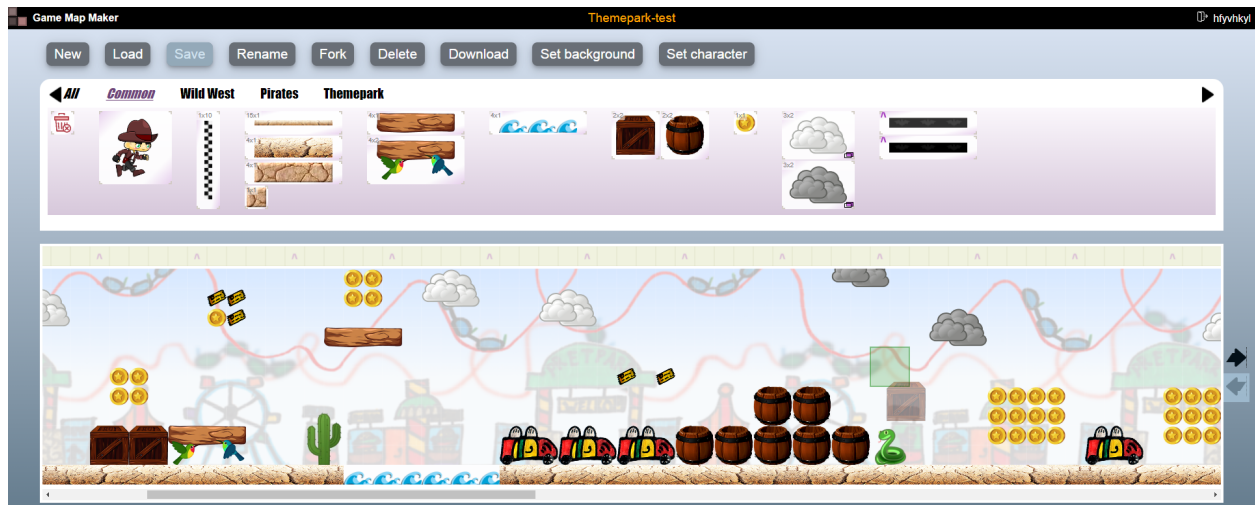 Game Map Maker Themepark-test hfyvhkyl
New Load Save Rename Fork Delete Download Set background Set character
All Common Wild West Pirates Themepark
1x10 15x1 4x1 4x1 2x2 2x2 1x1 3x2
4x1 4x2
4x1 3x2
1x1